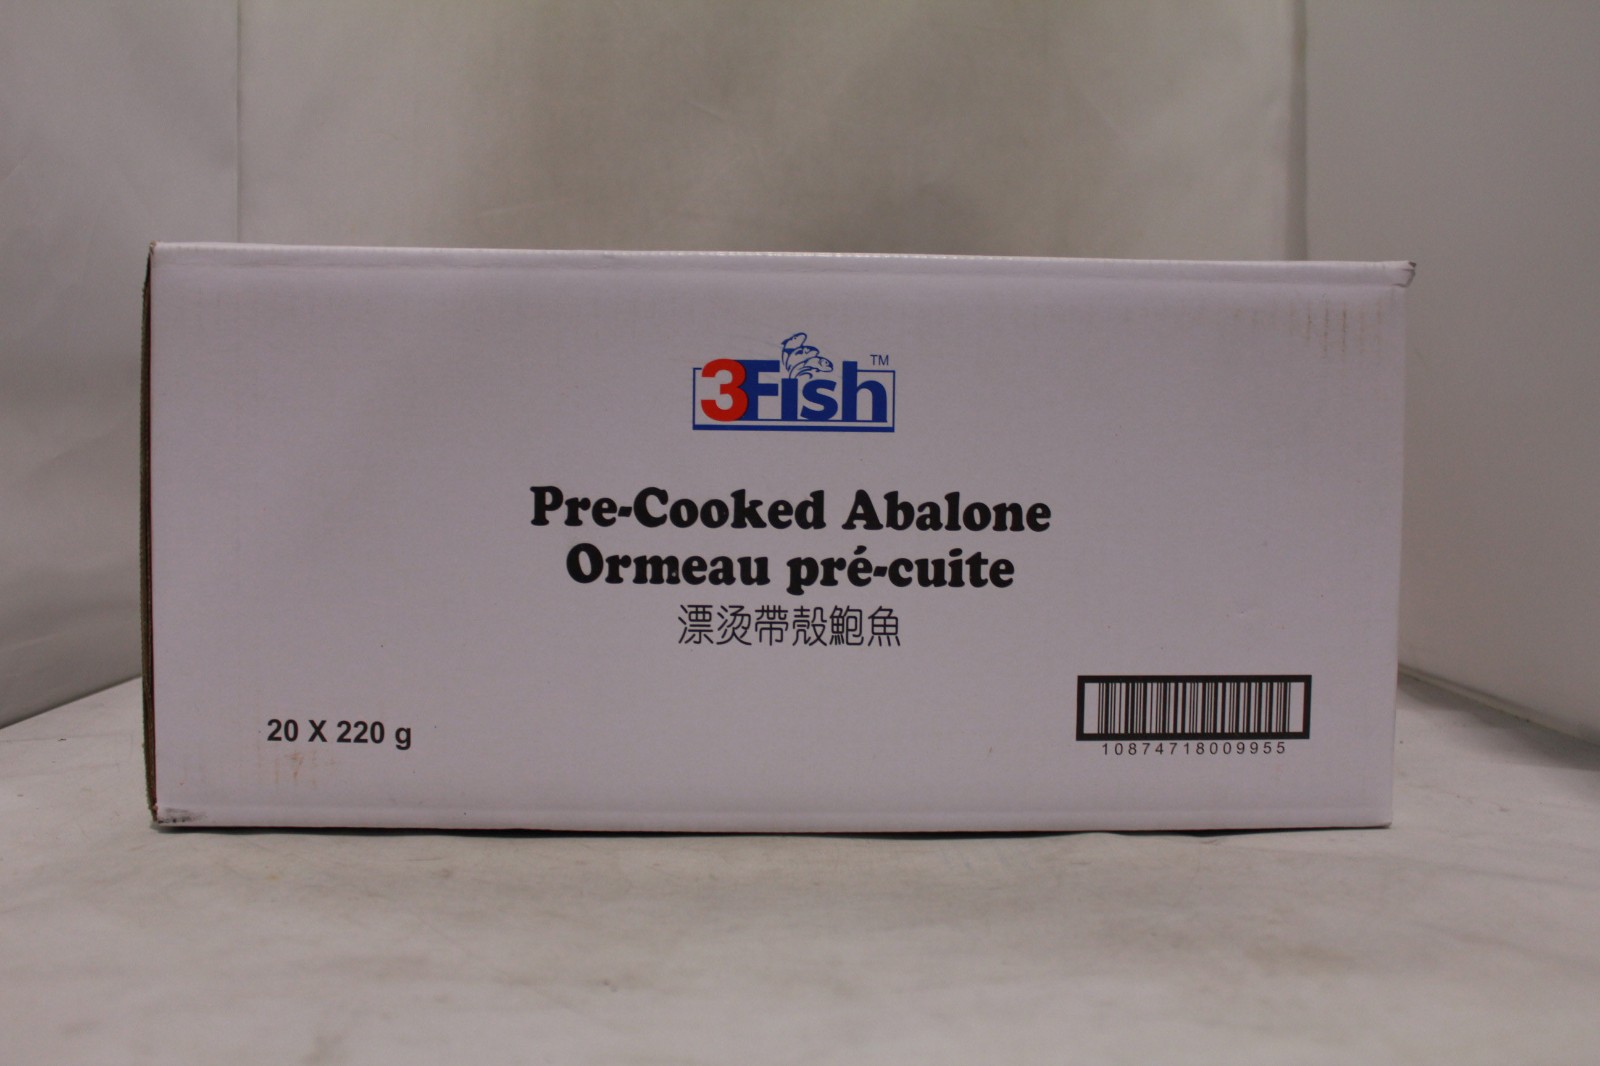 3Fish™
Pre-Cooked Abalone
Ormeau pré-cuite
漂烫帶殼鮑魚
20 X 220 g
10874718009955